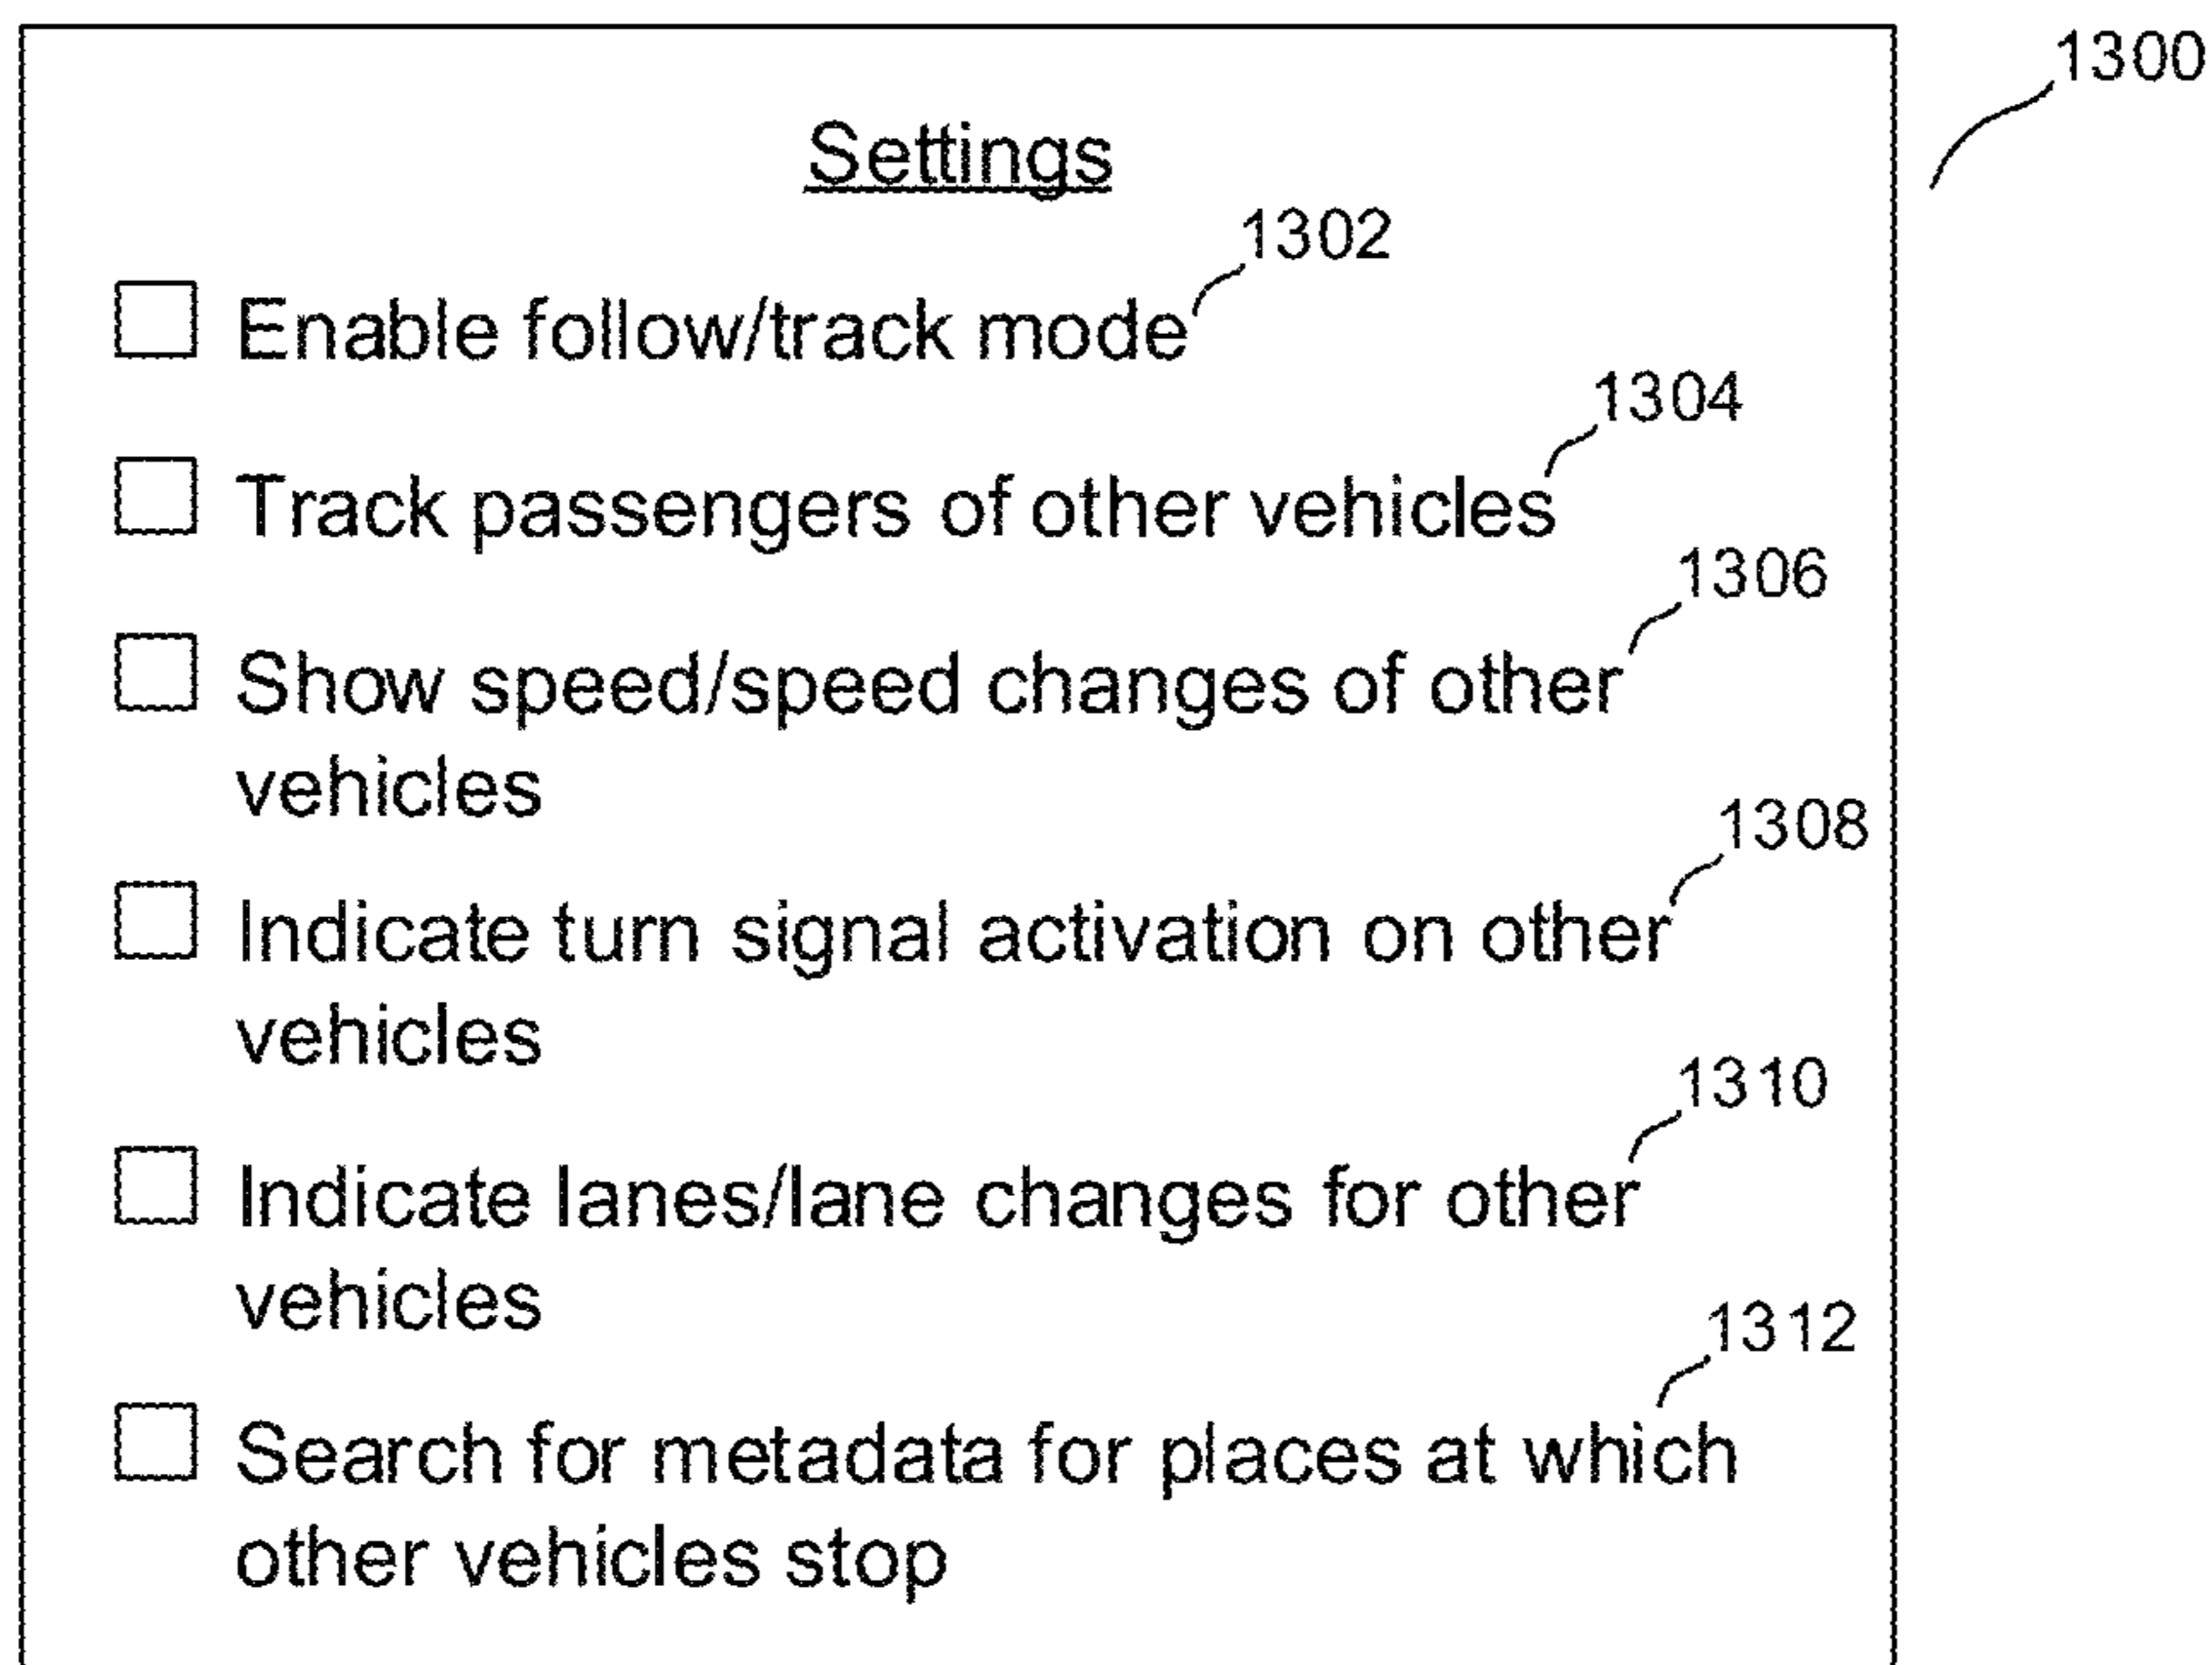 1300
Settings
1302
Enable follow/track mode
1304
Track passengers of other vehicles
1306
Show speed/speed changes of other
vehicles
1308
Indicate turn signal activation on other
vehicles
1310
Indicate lanes/lane changes for other
vehicles
1312
Search for metadata for places at which
other vehicles stop